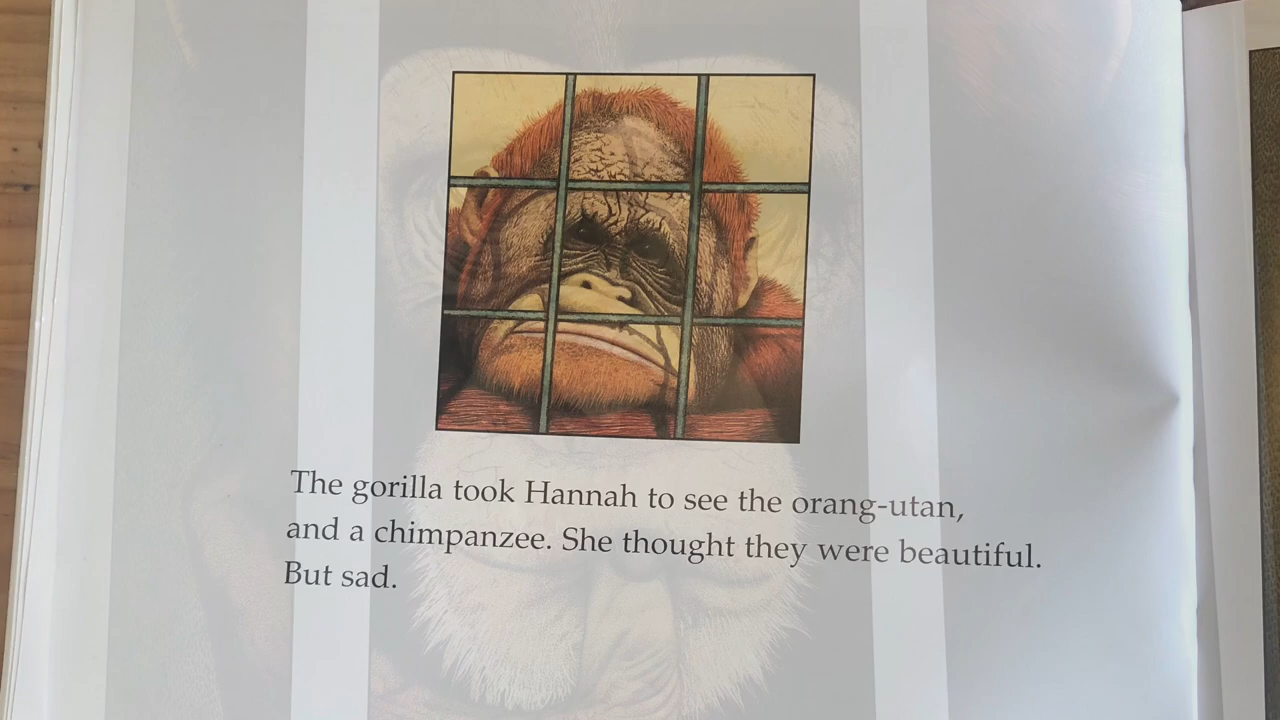 The gorilla took Hannah to see the orang-utan,
and a chimpanzee. She thought they were beautiful.
But sad.